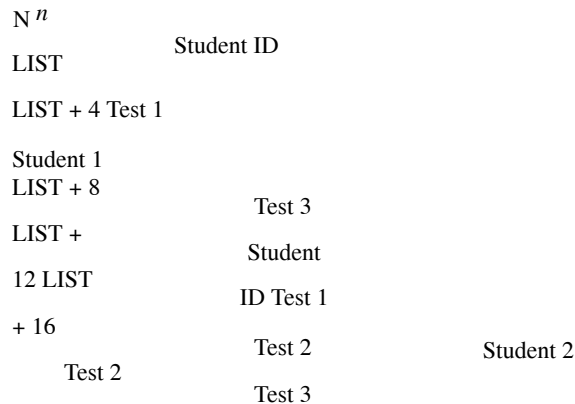 N n
Student ID
LIST
LIST + 4 Test 1
Student 1
LIST + 8
Test 3
LIST +
Student
12 LIST
ID Test 1
+ 16
Test 2
Student 2
Test 2
Test 3